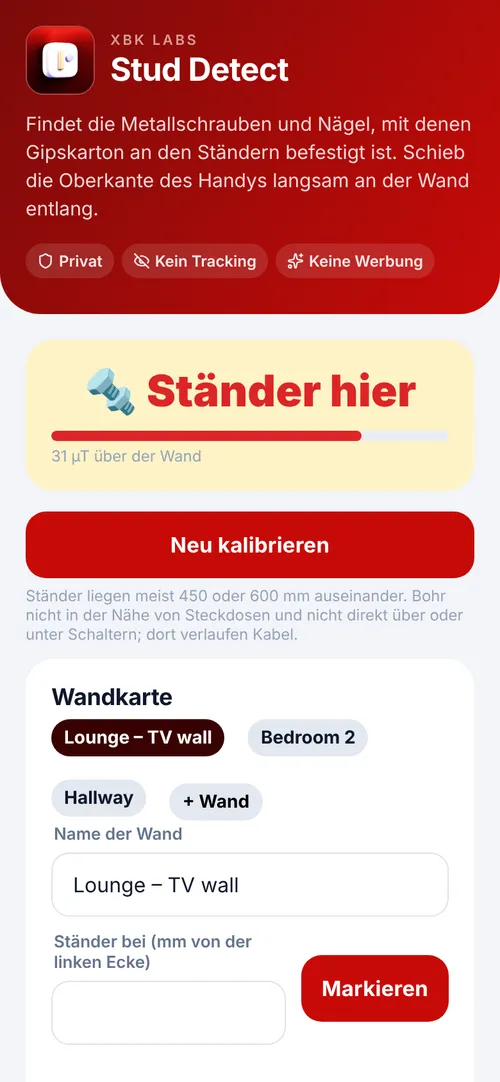 XBK LABS
Stud Detect
Findet die Metallschrauben und Nägel, mit denen
Gipskarton an den Ständern befestigt ist. Schieb
die Oberkante des Handys langsam an der Wand
entlang.
Privat
Kein Tracking
Keine Werbung
Ständer hier
31 µT über der Wand
Neu kalibrieren
Ständer liegen meist 450 oder 600 mm auseinander. Bohr
nicht in der Nähe von Steckdosen und nicht direkt über oder
unter Schaltern; dort verlaufen Kabel.
Wandkarte
Lounge – TV wall
Bedroom 2
Hallway
+ Wand
Name der Wand
Lounge – TV wall
Ständer bei (mm von der
linken Ecke)
Markieren